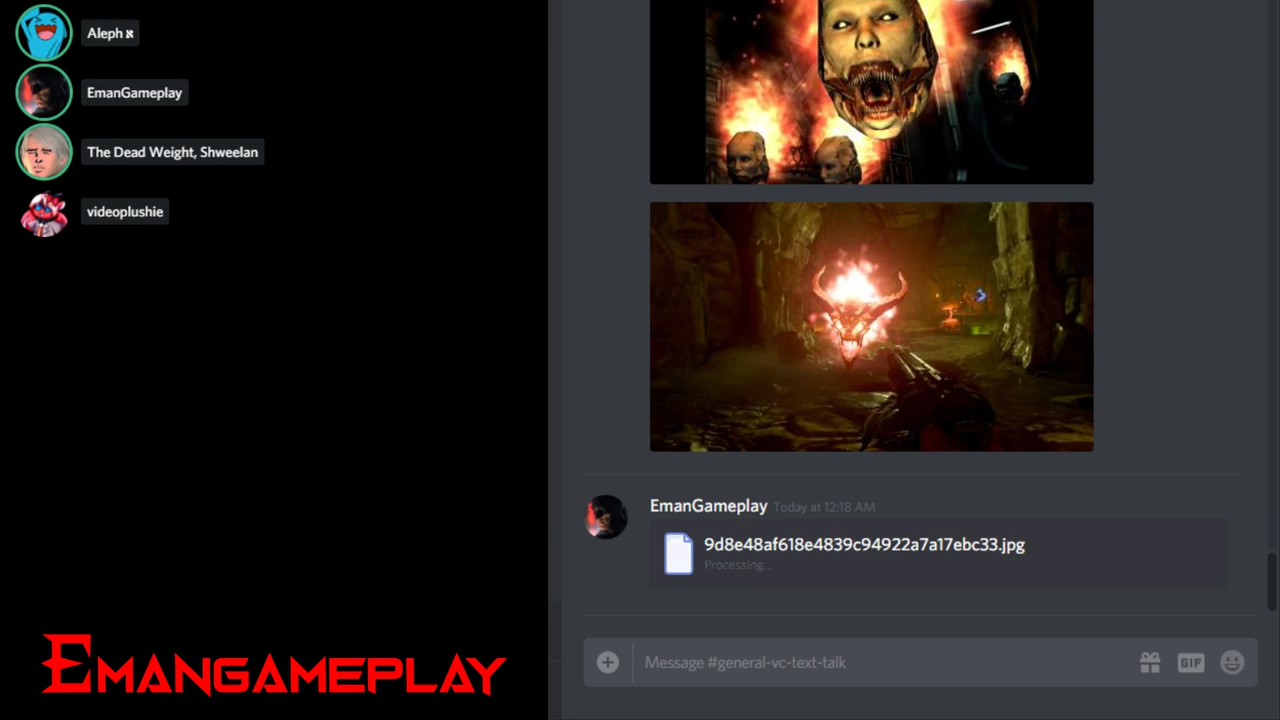 Aleph ℵ
EmanGameplay
The Dead Weight, Shweelan
videoplushie
EmanGameplay Today at 12:18 AM
9d8e48af618e4839c94922a7a17ebc33.jpg
Processing...
Message #general-vc-text-talk
GIF
EMANGAMEPLAY